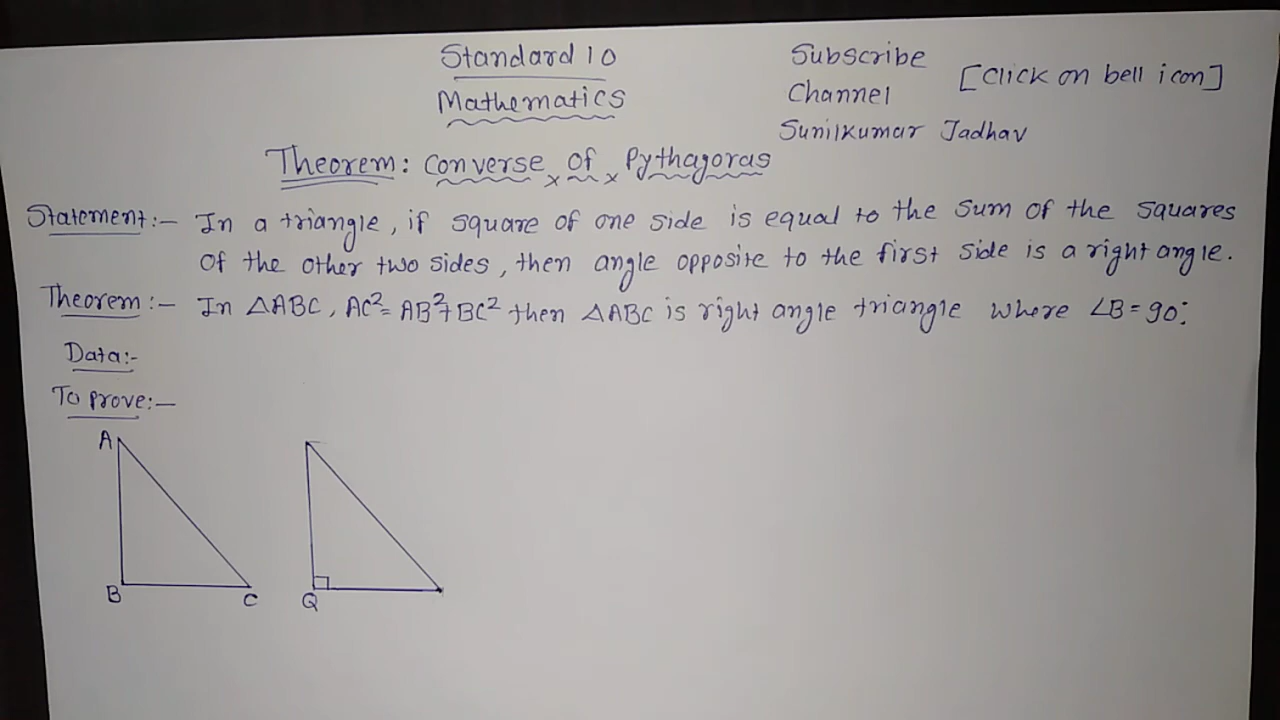 Standard 10
Mathematics
Subscribe
Channel
[Click on bell icon]
Sunilkumar Jadhav
Theorem: Converse of Pythagoras
Statement:- In a triangle, if square of one side is equal to the sum of the squares
of the other two sides, then angle opposite to the first side is a right angle.
Theorem:- In △ABC, AC²= AB²+BC² then △ABC is right angle triangle where ∠B=90°.
Data:-
To prove:-
A
B C Q